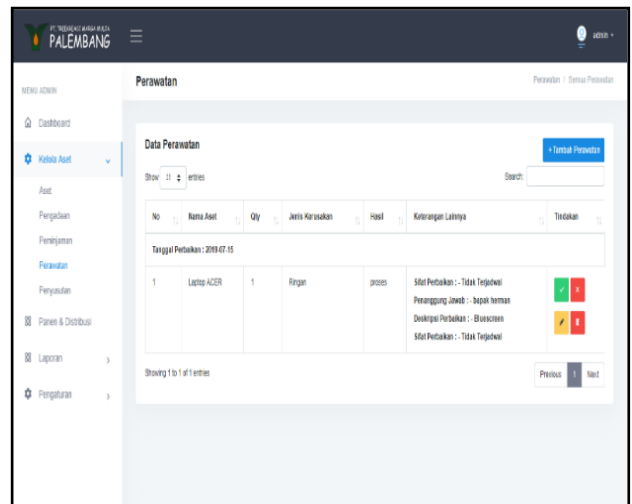 PALEMBANG
admin
MENU ADMIN
Perawatan
Perawatan / Semua Perawatan
Dashboard
Kelola Aset
Aset
Pengadaan
Peminjaman
Perawatan
Penyusutan
Panen & Distribusi
Laporan
Pengaturan
Data Perawatan
+Tambah Perawatan
Show entries
Search:
No Nama Aset Qty Jenis Kerusakan Hasil Keterangan Lainnya Tindakan
Tanggal Perbaikan : 2019-07-15
1 Laptop ACER 1 Ringan proses Sifat Perbaikan : - Tidak Terjadwal
Penanggung Jawab : - bapak herman
Deskripsi Perbaikan : - Bluescreen
Sifat Perbaikan : - Tidak Terjadwal
Showing 1 to 1 of 1 entries
Previous 1 Next